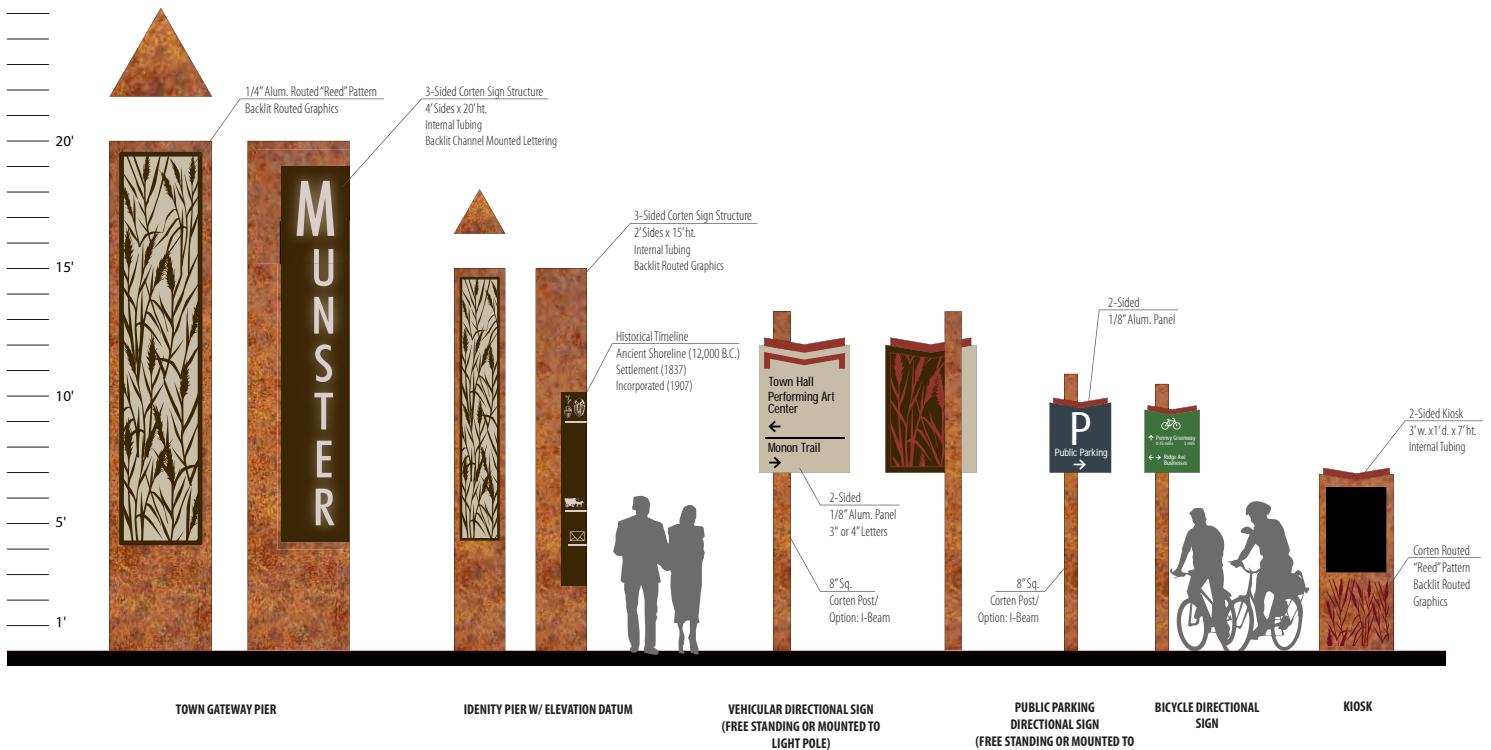 20'
15'
10'
5'
1'
1/4" Alum. Routed "Reed" Pattern
Backlit Routed Graphics
3-Sided Corten Sign Structure
4' Sides x 20' ht.
Internal Tubing
Backlit Channel Mounted Lettering
MUNSTER
3-Sided Corten Sign Structure
2' Sides x 15' ht.
Internal Tubing
Backlit Routed Graphics
Historical Timeline
Ancient Shoreline (12,000 B.C.)
Settlement (1837)
Incorporated (1907)
Town Hall
Performing Art
Center
←
Monon Trail
→
2-Sided
1/8" Alum. Panel
3" or 4" Letters
8" Sq.
Corten Post/
Option: I-Beam
2-Sided
1/8" Alum. Panel
P
Public Parking
→
8" Sq.
Corten Post/
Option: I-Beam
↑ Pennsy Greenway
← → Ridge Ave
Businesses
2-Sided Kiosk
3' w. x1' d. x 7' ht.
Internal Tubing
Corten Routed
"Reed" Pattern
Backlit Routed
Graphics
TOWN GATEWAY PIER
IDENITY PIER W/ ELEVATION DATUM
VEHICULAR DIRECTIONAL SIGN
(FREE STANDING OR MOUNTED TO
LIGHT POLE)
PUBLIC PARKING
DIRECTIONAL SIGN
(FREE STANDING OR MOUNTED TO
BICYCLE DIRECTIONAL
SIGN
KIOSK